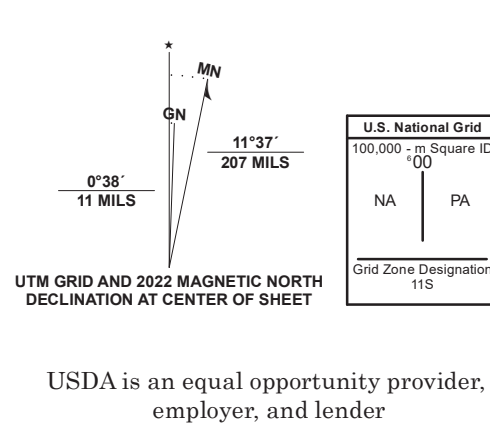 ★
MN
GN
11°37´
207 MILS
0°38´
11 MILS
UTM GRID AND 2022 MAGNETIC NORTH
DECLINATION AT CENTER OF SHEET
U.S. National Grid
100,000 - m Square ID
⁶00
NA PA
Grid Zone Designation
11S
USDA is an equal opportunity provider,
employer, and lender